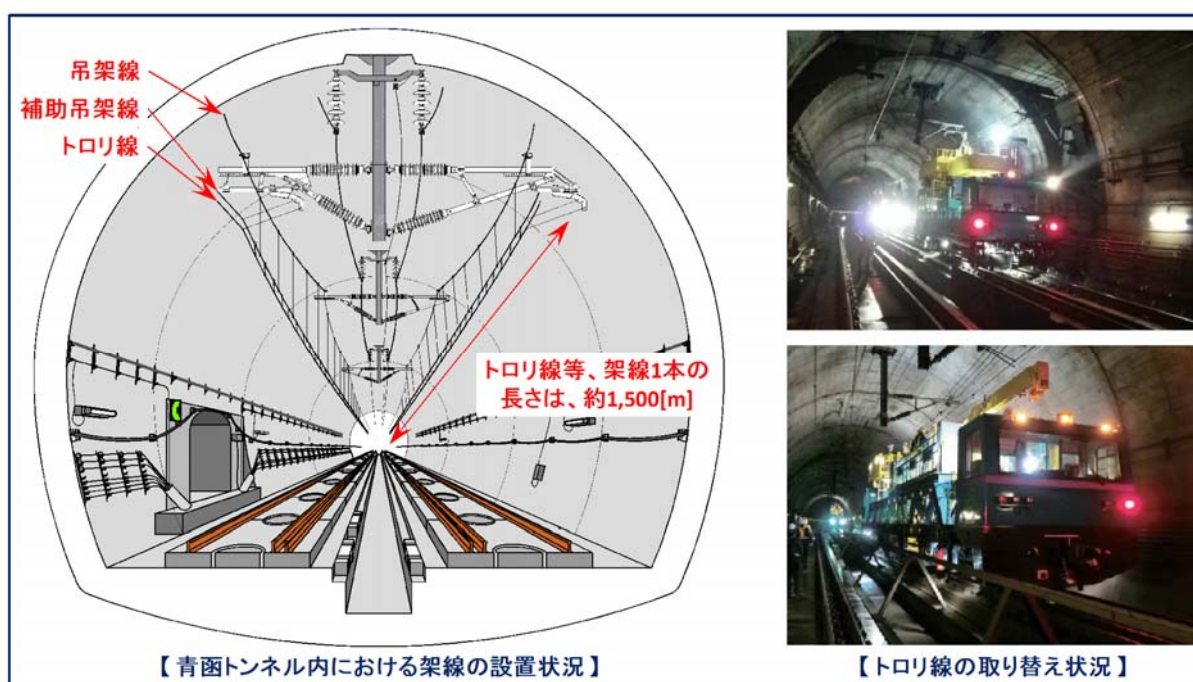 吊架線
補助吊架線
トロリ線
トロリ線等、架線1本の
長さは、約1,500[m]
【 青函トンネル内における架線の設置状況 】
【 トロリ線の取り替え状況 】